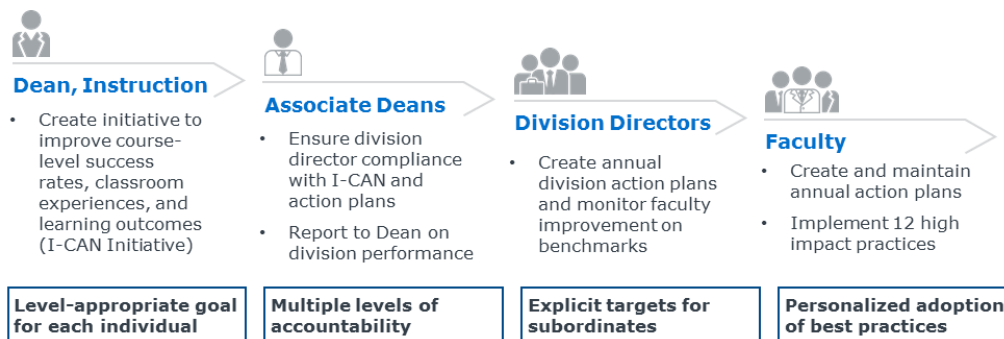 Dean, Instruction
• Create initiative to
improve course-
level success
rates, classroom
experiences, and
learning outcomes
(I-CAN Initiative)
Associate Deans
• Ensure division
director compliance
with I-CAN and
action plans
• Report to Dean on
division performance
Division Directors
• Create annual
division action plans
and monitor faculty
improvement on
benchmarks
Faculty
• Create and maintain
annual action plans
• Implement 12 high
impact practices
Level-appropriate goal
for each individual
Multiple levels of
accountability
Explicit targets for
subordinates
Personalized adoption
of best practices